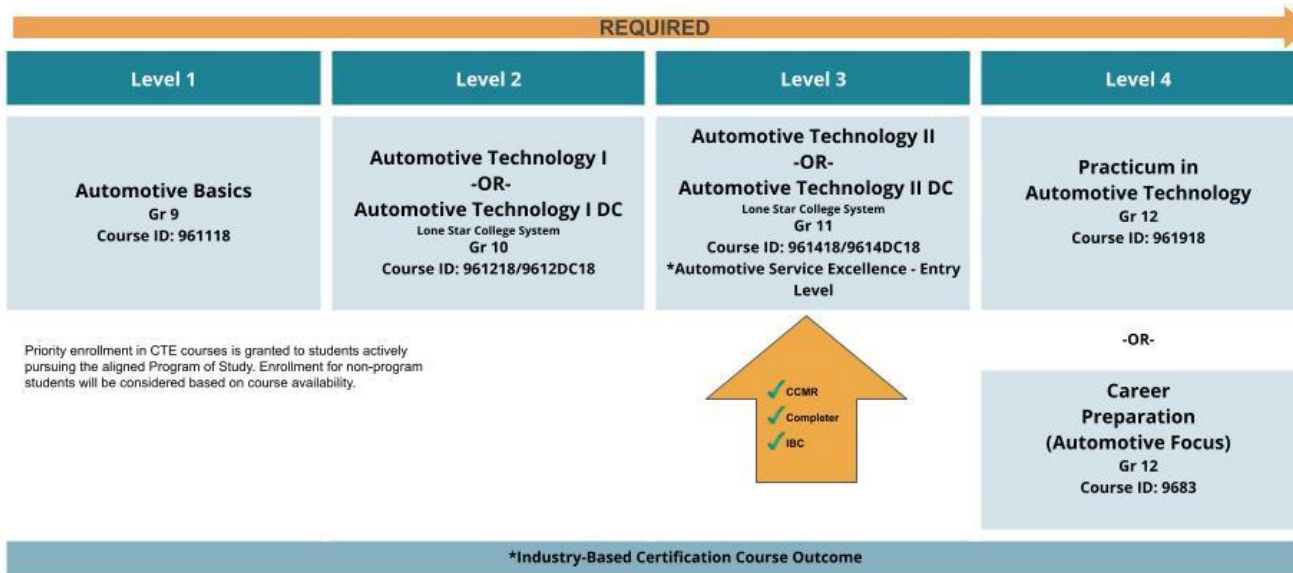 REQUIRED
Level 1
Level 2
Level 3
Level 4
Automotive Basics
Gr 9
Course ID: 961118
Automotive Technology I
-OR-
Automotive Technology I DC
Lone Star College System
Gr 10
Course ID: 961218/9612DC18
Automotive Technology II
-OR-
Automotive Technology II DC
Lone Star College System
Gr 11
Course ID: 961418/9614DC18
*Automotive Service Excellence - Entry
Level
Practicum in
Automotive Technology
Gr 12
Course ID: 961918
Priority enrollment in CTE courses is granted to students actively
pursuing the aligned Program of Study. Enrollment for non-program
students will be considered based on course availability.
✓CCMR
✓Completer
✓IBC
-OR-
Career
Preparation
(Automotive Focus)
Gr 12
Course ID: 9683
*Industry-Based Certification Course Outcome